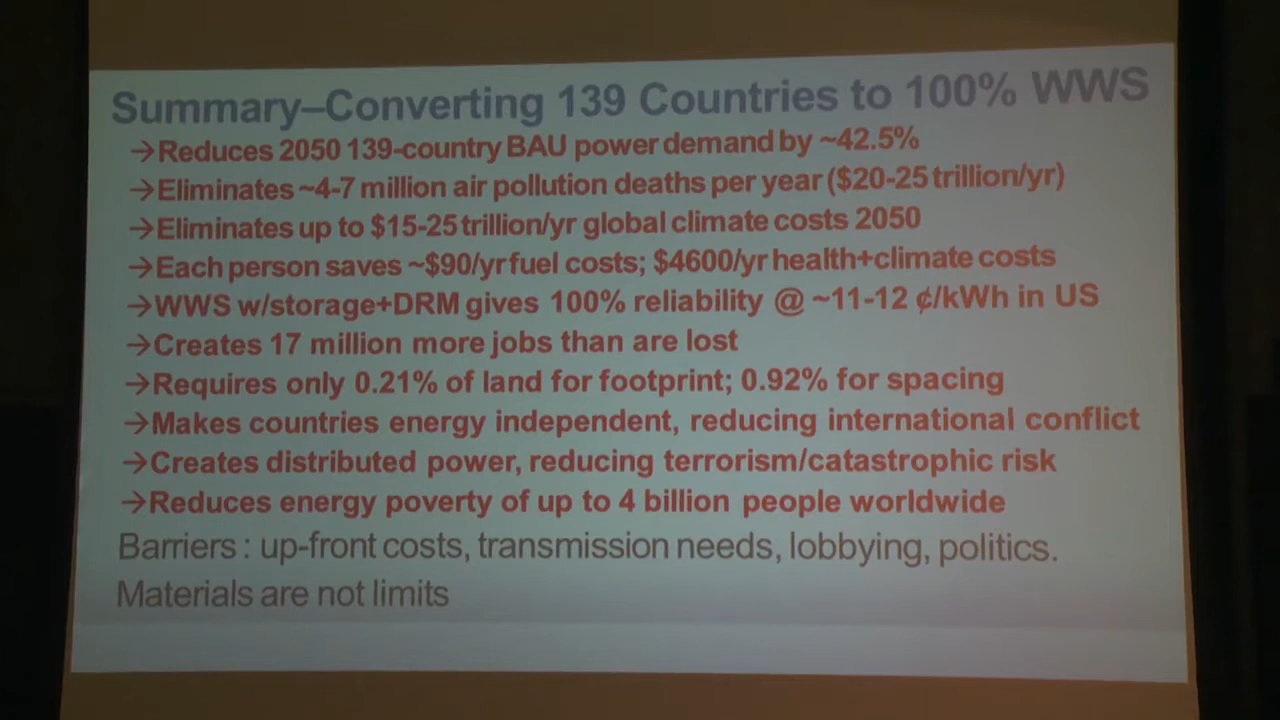 Summary–Converting 139 Countries to 100% WWS
→Reduces 2050 139-country BAU power demand by ~42.5%
→Eliminates ~4-7 million air pollution deaths per year ($20-25 trillion/yr)
→Eliminates up to $15-25 trillion/yr global climate costs 2050
→Each person saves ~$90/yr fuel costs; $4600/yr health+climate costs
→WWS w/storage+DRM gives 100% reliability @ ~11-12 ¢/kWh in US
→Creates 17 million more jobs than are lost
→Requires only 0.21% of land for footprint; 0.92% for spacing
→Makes countries energy independent, reducing international conflict
→Creates distributed power, reducing terrorism/catastrophic risk
→Reduces energy poverty of up to 4 billion people worldwide
Barriers : up-front costs, transmission needs, lobbying, politics.
Materials are not limits